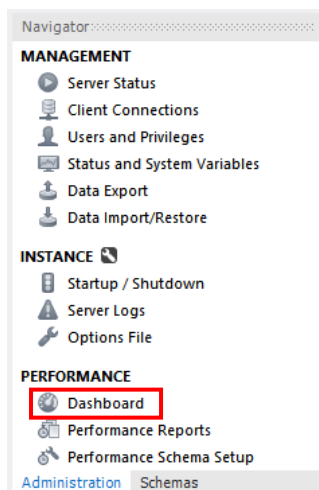 Navigator
MANAGEMENT
Server Status
Client Connections
Users and Privileges
Status and System Variables
Data Export
Data Import/Restore
INSTANCE
Startup / Shutdown
Server Logs
Options File
PERFORMANCE
Dashboard
Performance Reports
Performance Schema Setup
Administration Schemas